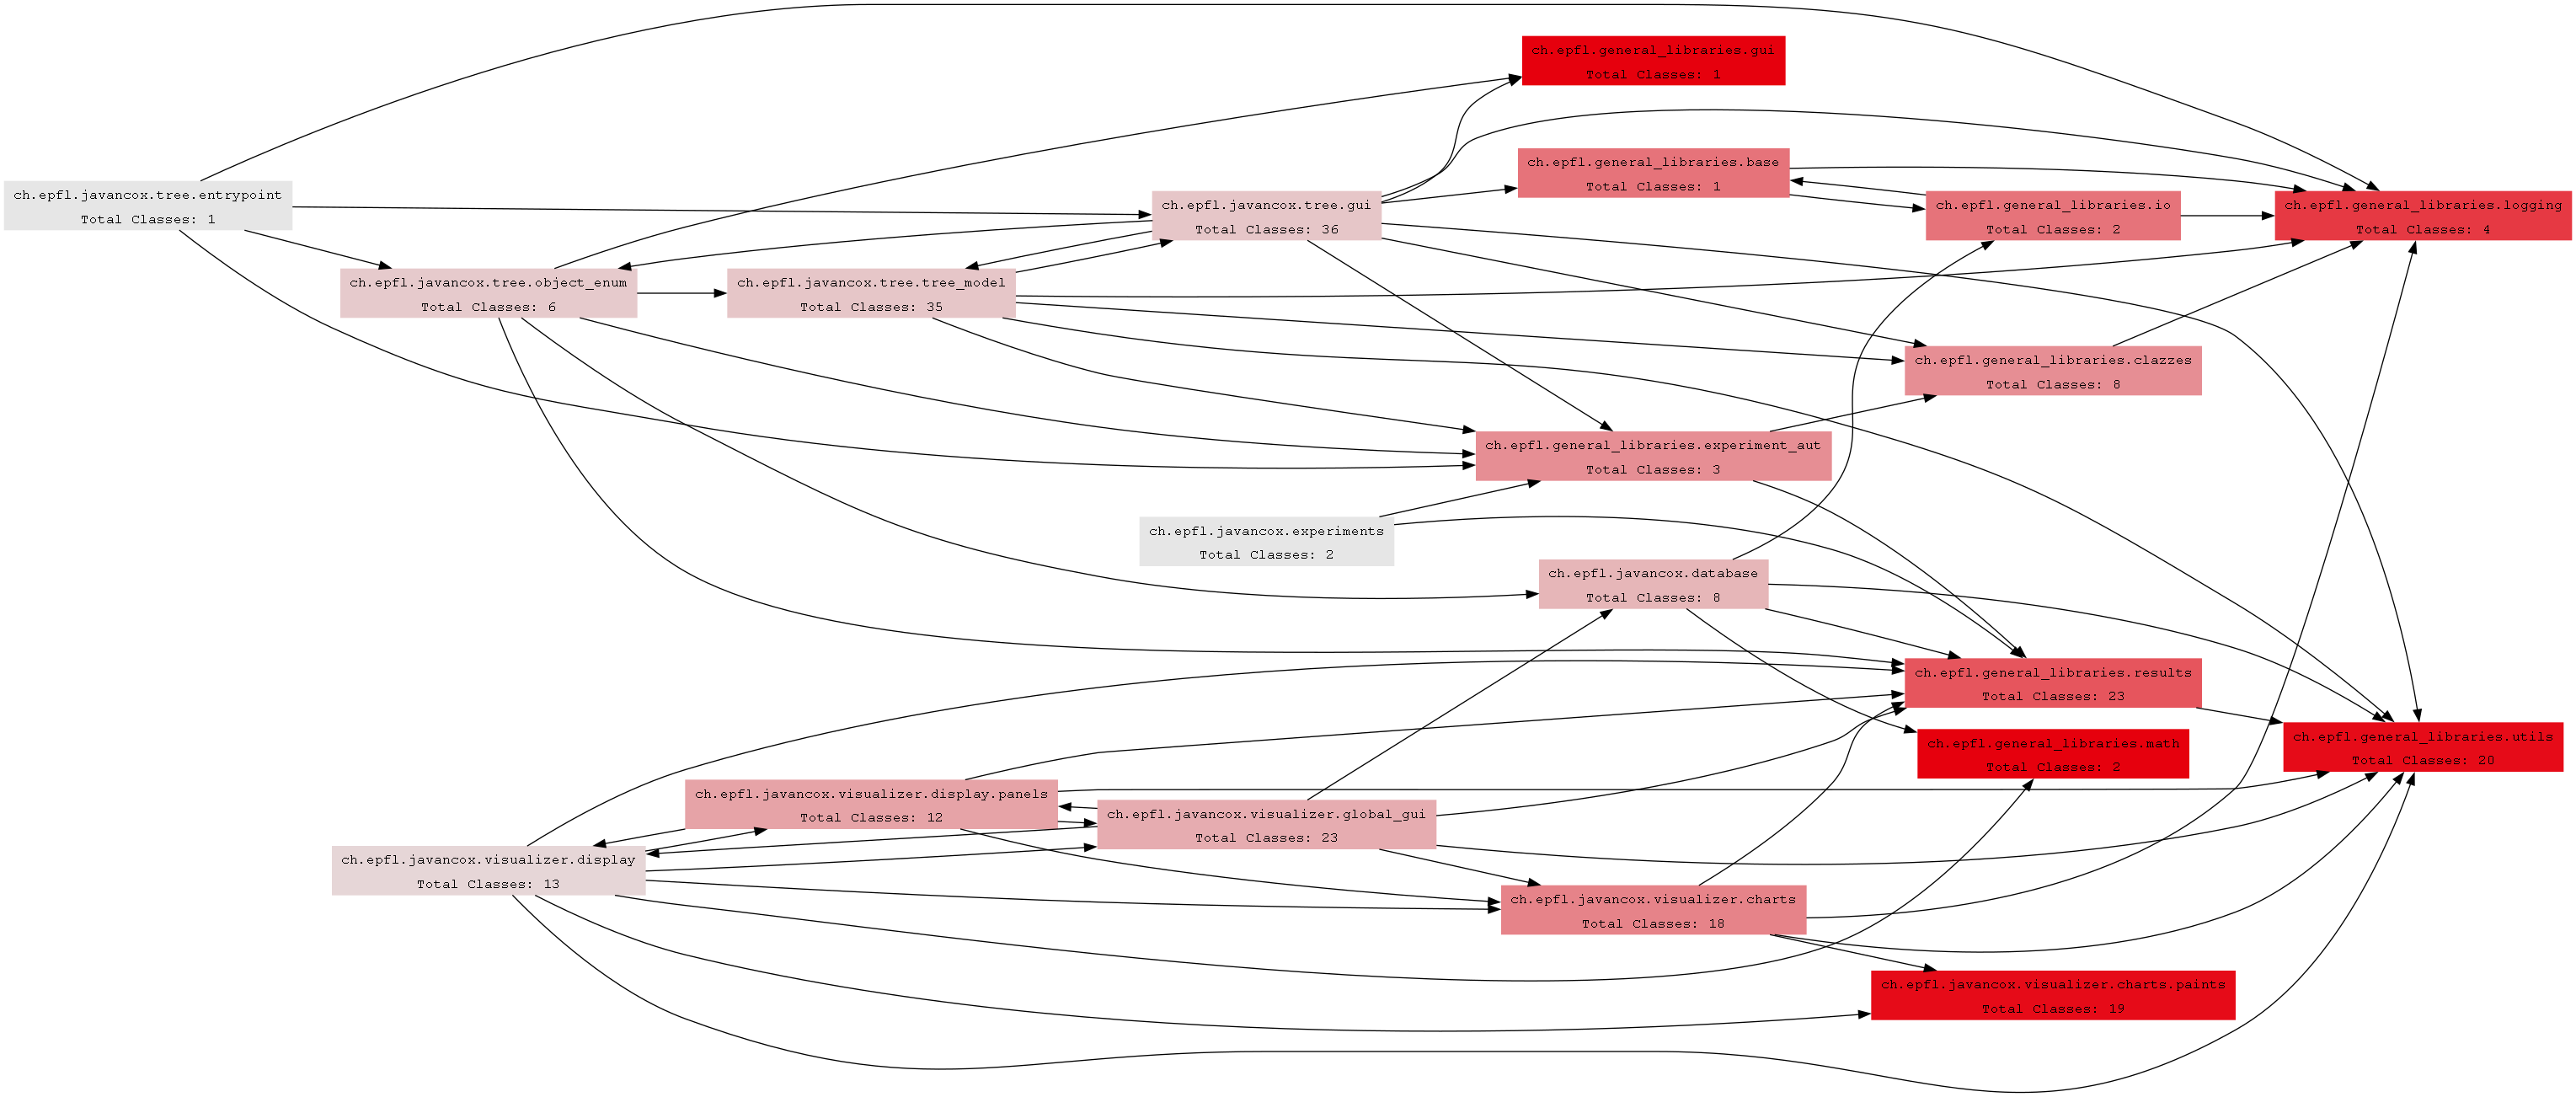 ch.epfl.general_libraries.gui
Total Classes: 1
ch.epfl.general_libraries.base
Total Classes: 1
ch.epfl.javancox.tree.entrypoint
Total Classes: 1
ch.epfl.javancox.tree.gui
Total Classes: 36
ch.epfl.general_libraries.io
Total Classes: 2
ch.epfl.general_libraries.logging
Total Classes: 4
ch.epfl.javancox.tree.object_enum
Total Classes: 6
ch.epfl.javancox.tree.tree_model
Total Classes: 35
ch.epfl.general_libraries.clazzes
Total Classes: 8
ch.epfl.general_libraries.experiment_aut
Total Classes: 3
ch.epfl.javancox.experiments
Total Classes: 2
ch.epfl.javancox.database
Total Classes: 8
ch.epfl.general_libraries.results
Total Classes: 23
ch.epfl.general_libraries.math
Total Classes: 2
ch.epfl.general_libraries.utils
Total Classes: 20
ch.epfl.javancox.visualizer.display.panels
Total Classes: 12
ch.epfl.javancox.visualizer.global_gui
Total Classes: 23
ch.epfl.javancox.visualizer.display
Total Classes: 13
ch.epfl.javancox.visualizer.charts
Total Classes: 18
ch.epfl.javancox.visualizer.charts.paints
Total Classes: 19